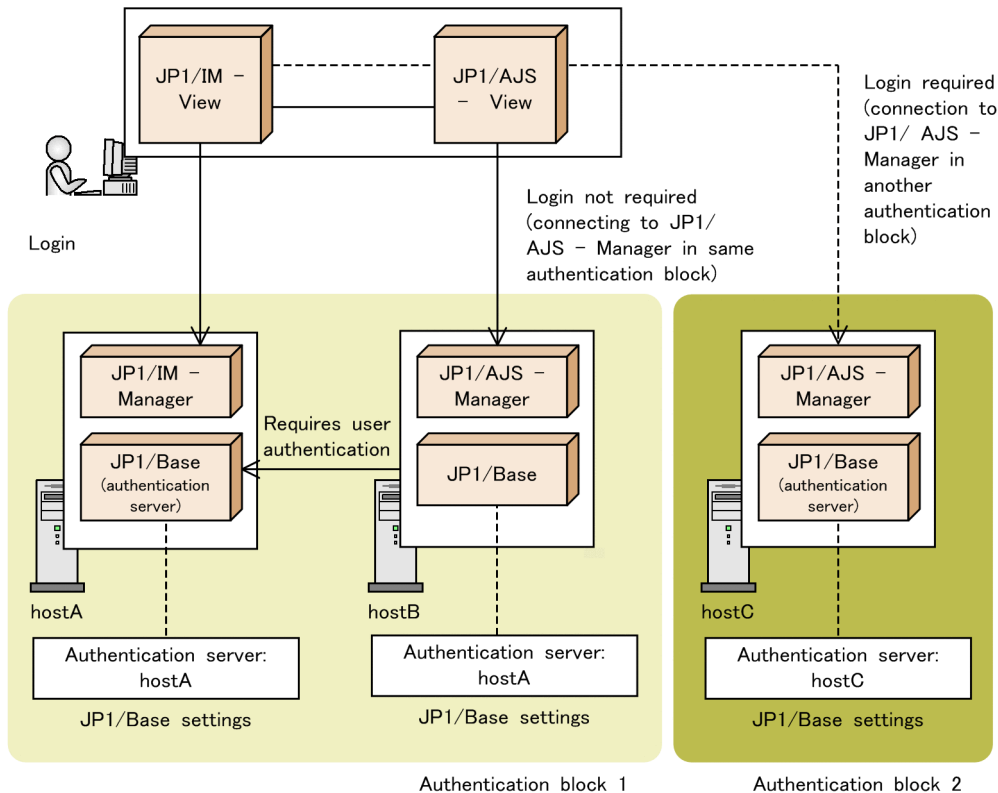 JP1/IM －
View
JP1/AJS
－ View
Login required
(connection to
JP1/ AJS －
Manager in
another
authentication
block)
Login
Login not required
(connecting to JP1/
AJS － Manager in same
authentication block)
JP1/IM －
Manager
JP1/Base
(authentication
server)
Requires user
authentication
JP1/AJS －
Manager
JP1/Base
JP1/AJS －
Manager
JP1/Base
(authentication
server)
hostA
hostB
hostC
Authentication server:
hostA
Authentication server:
hostA
Authentication server:
hostC
JP1/Base settings
JP1/Base settings
JP1/Base settings
Authentication block 1
Authentication block 2